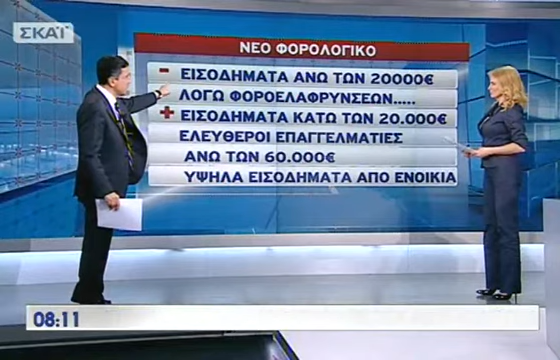 ΣΚΑΪ
ΝΕΟ ΦΟΡΟΛΟΓΙΚΟ
- ΕΙΣΟΔΗΜΑΤΑ ΑΝΩ ΤΩΝ 20000€
ΛΟΓΩ ΦΟΡΟΕΛΑΦΡΥΝΣΕΩΝ.....
+ ΕΙΣΟΔΗΜΑΤΑ ΚΑΤΩ ΤΩΝ 20.000€
ΕΛΕΥΘΕΡΟΙ ΕΠΑΓΓΕΛΜΑΤΙΕΣ
ΑΝΩ ΤΩΝ 60.000€
ΥΨΗΛΑ ΕΙΣΟΔΗΜΑΤΑ ΑΠΟ ΕΝΟΙΚΙΑ
08:11